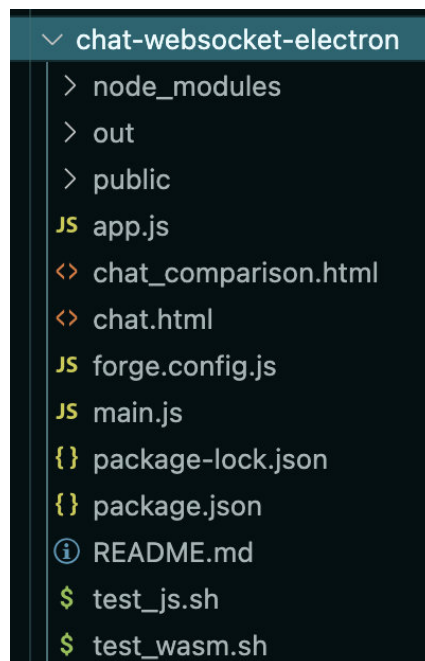 chat-websocket-electron
node_modules
out
public
JS app.js
<> chat_comparison.html
<> chat.html
JS forge.config.js
JS main.js
{} package-lock.json
{} package.json
README.md
$ test_js.sh
$ test_wasm.sh